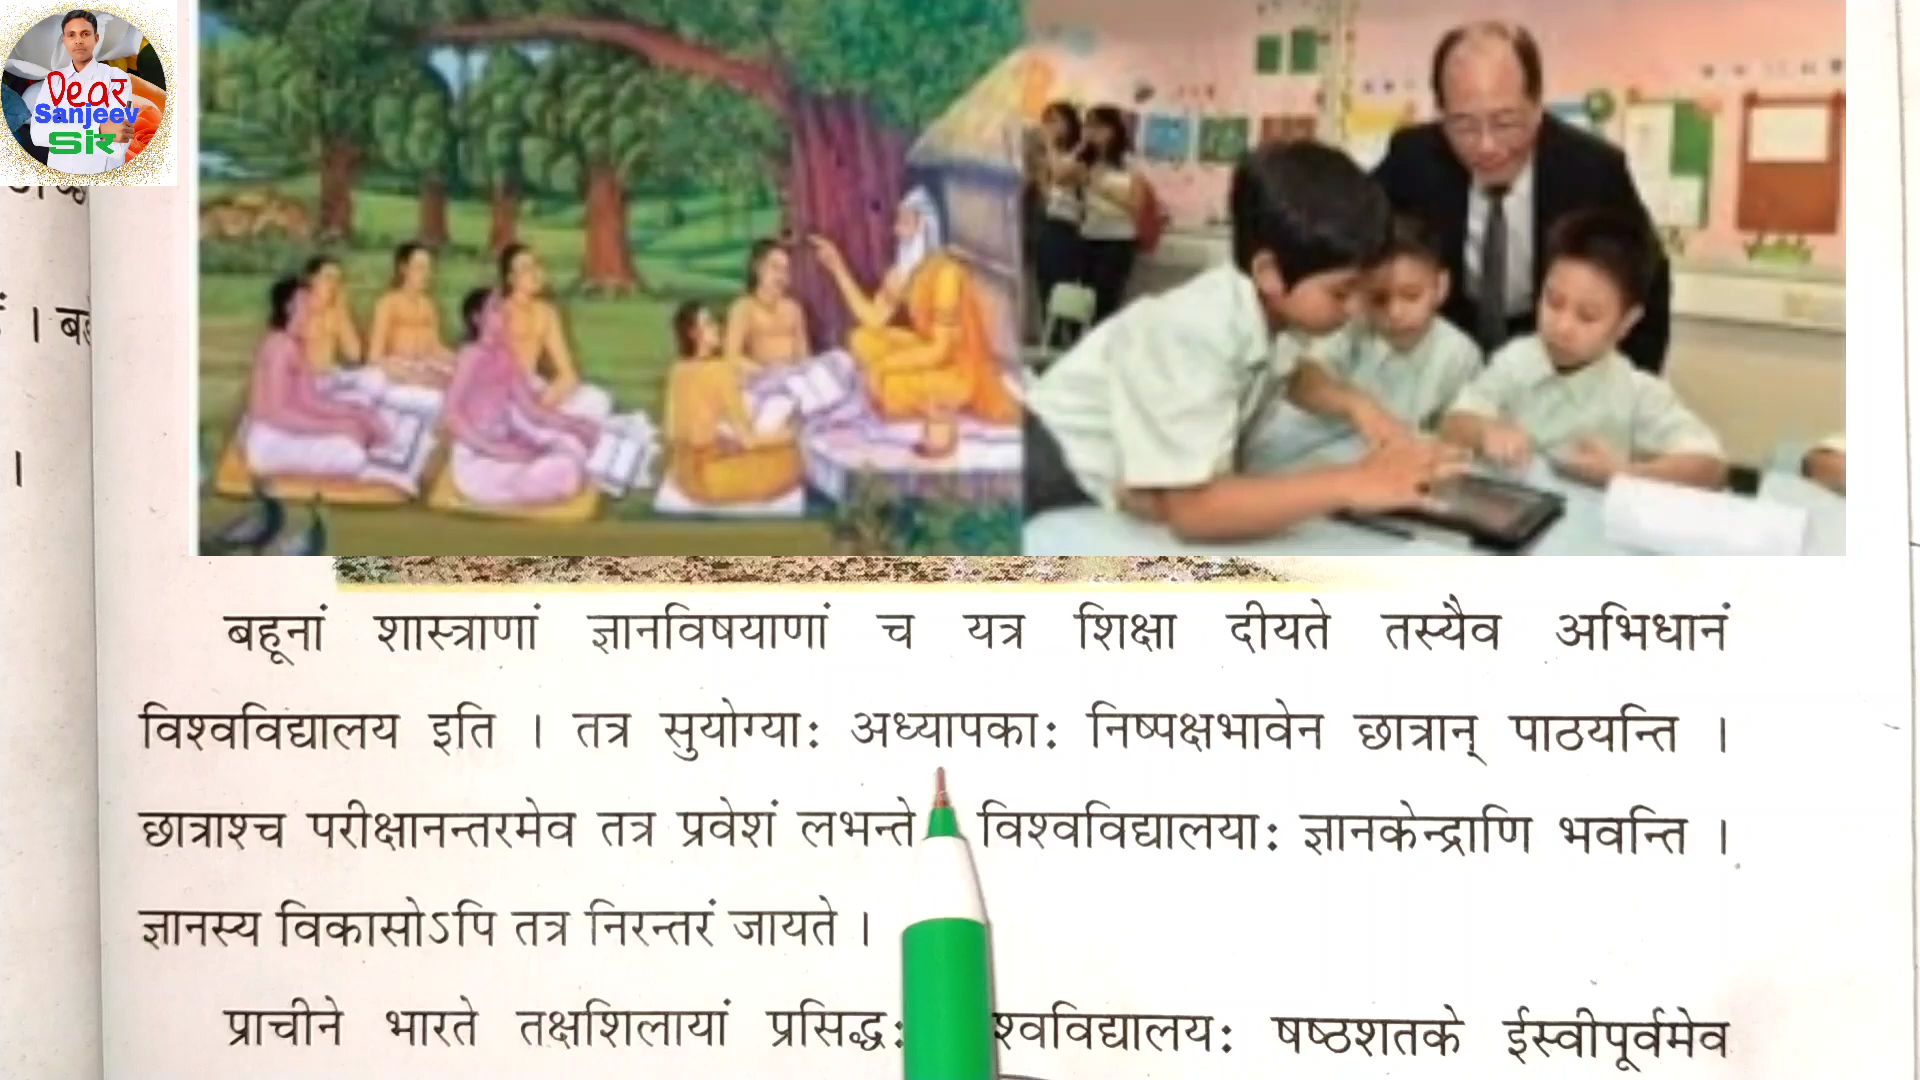 Dear
Sanjeev
Sir
। 
।
बहूनां शास्त्राणां ज्ञानविषयाणां च यत्र शिक्षा दीयते तस्यैव अभिधानं
विश्वविद्यालय इति । तत्र सुयोग्याः अध्यापकाः निष्पक्षभावेन छात्रान् पाठयन्ति ।
छात्राश्च परीक्षानन्तरमेव तत्र प्रवेशं लभन्ते विश्वविद्यालयाः ज्ञानकेन्द्राणि भवन्ति ।
ज्ञानस्य विकासोऽपि तत्र निरन्तरं जायते ।
प्राचीने भारते तक्षशिलायां प्रसिद्धः श्वविद्यालयः षष्ठशतके ईस्वीपूर्वमेव